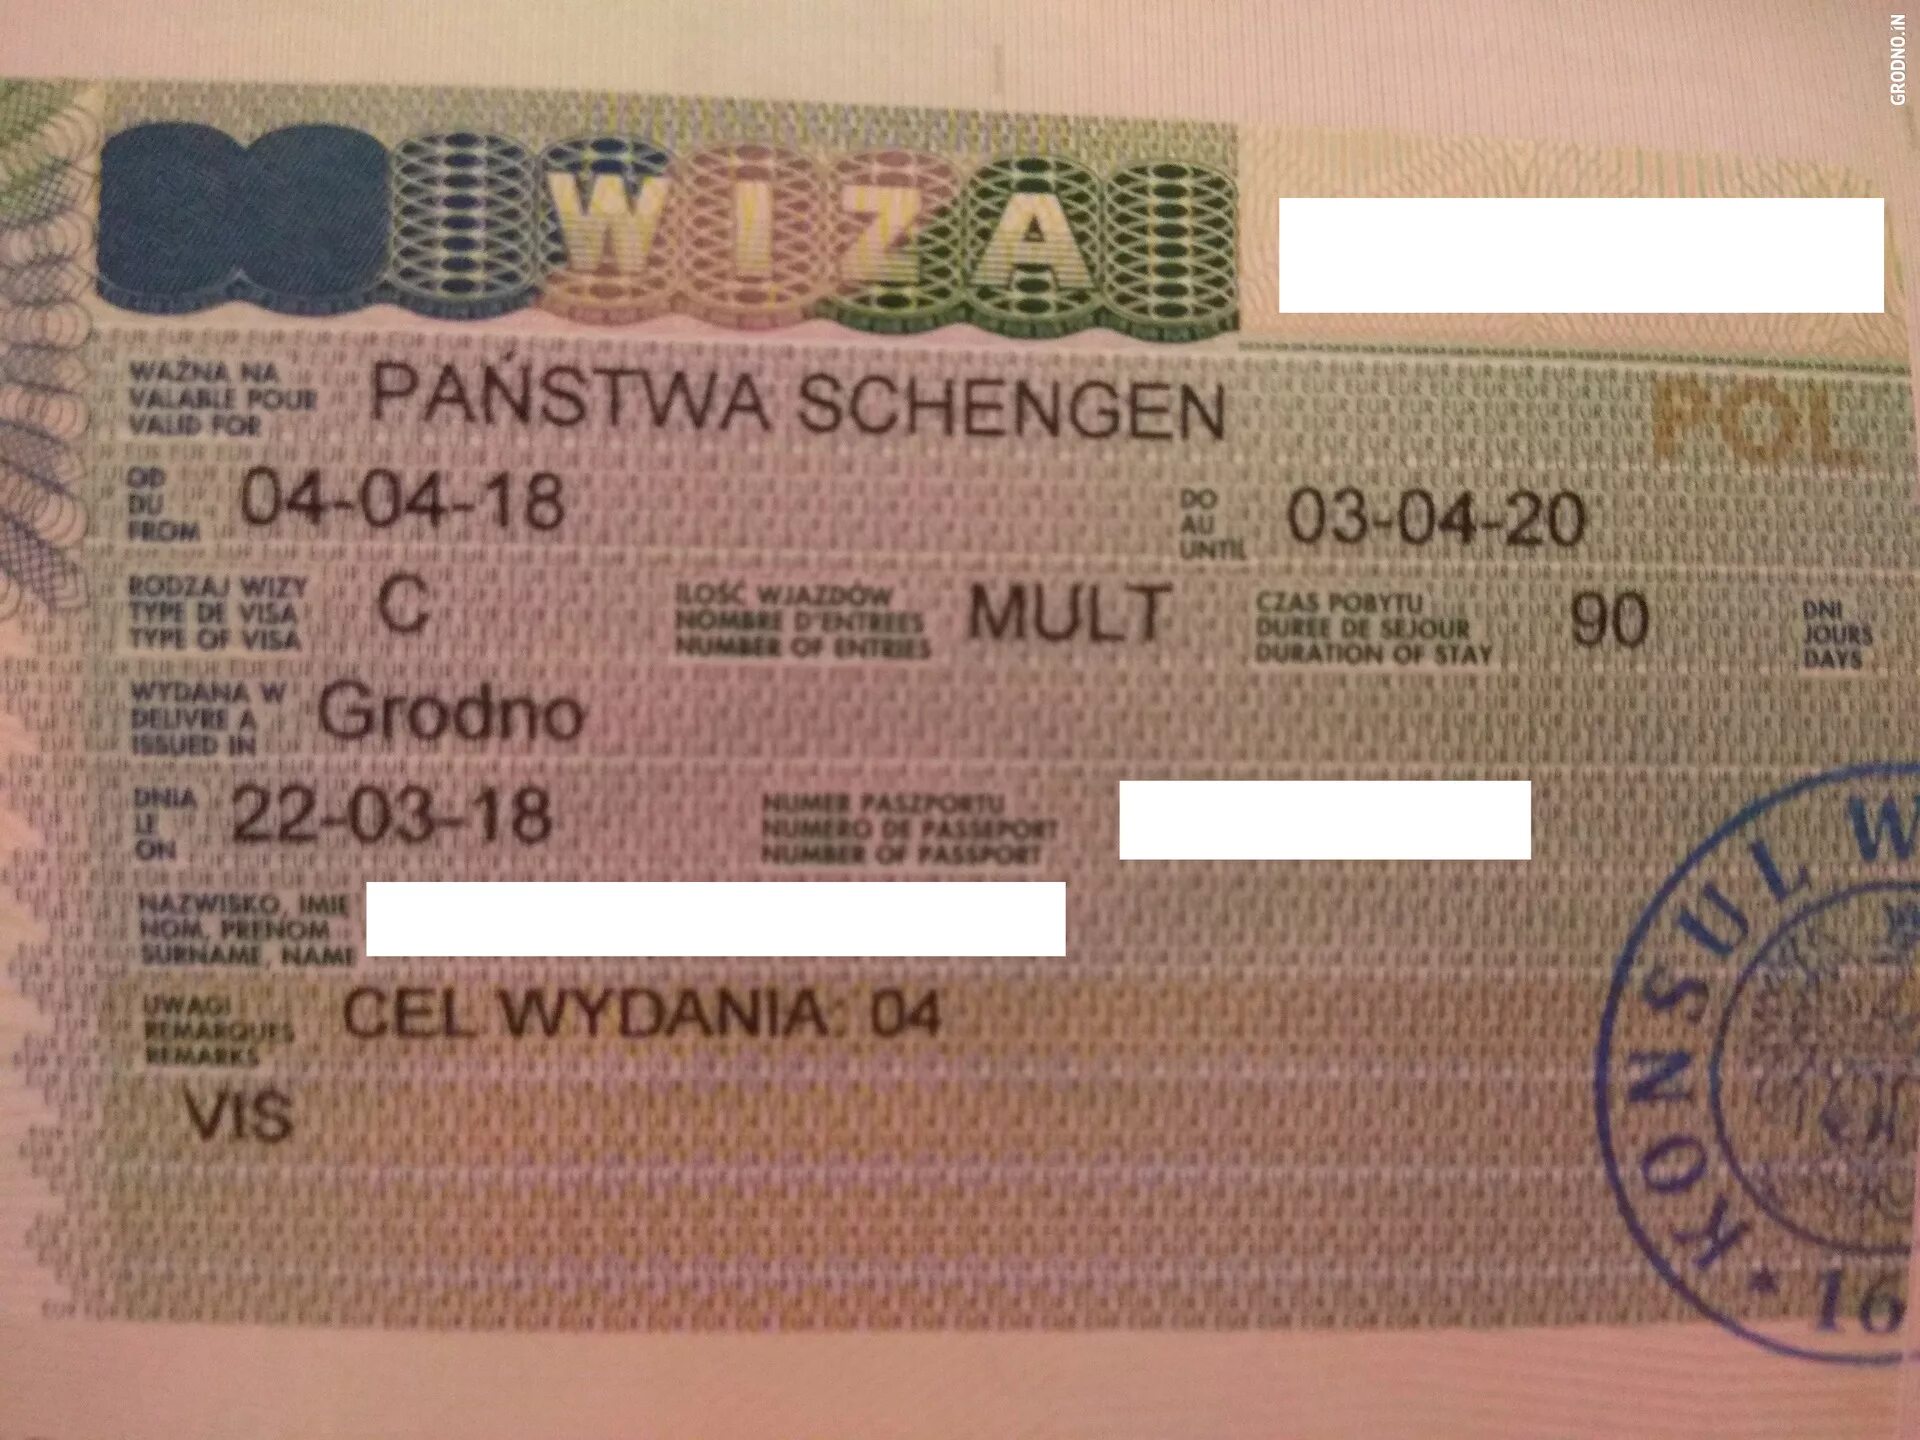 GRODNO.iN
WIZA
WAŻNA NA
VALABLE POUR
VALID FOR
PAŃSTWA SCHENGEN
POL
OD
DU
FROM
04-04-18
DO
AU
UNTIL
03-04-20
RODZAJ WIZY
TYPE DE VISA
TYPE OF VISA
C
ILOŚĆ WJAZDÓW
NOMBRE D'ENTREES
NUMBER OF ENTRIES
MULT
CZAS POBYTU
DUREE DE SEJOUR
DURATION OF STAY
90
DNI
JOURS
DAYS
WYDANA W
DELIVRE A
ISSUED IN
Grodno
DNIA
LE
ON
22-03-18
NUMER PASZPORTU
NUMERO DE PASSEPORT
NUMBER OF PASSPORT
NAZWISKO, IMIĘ
NOM, PRENOM
SURNAME, NAME
UWAGI
REMARQUES
REMARKS
CEL WYDANIA: 04
VIS
KONSUL W
16